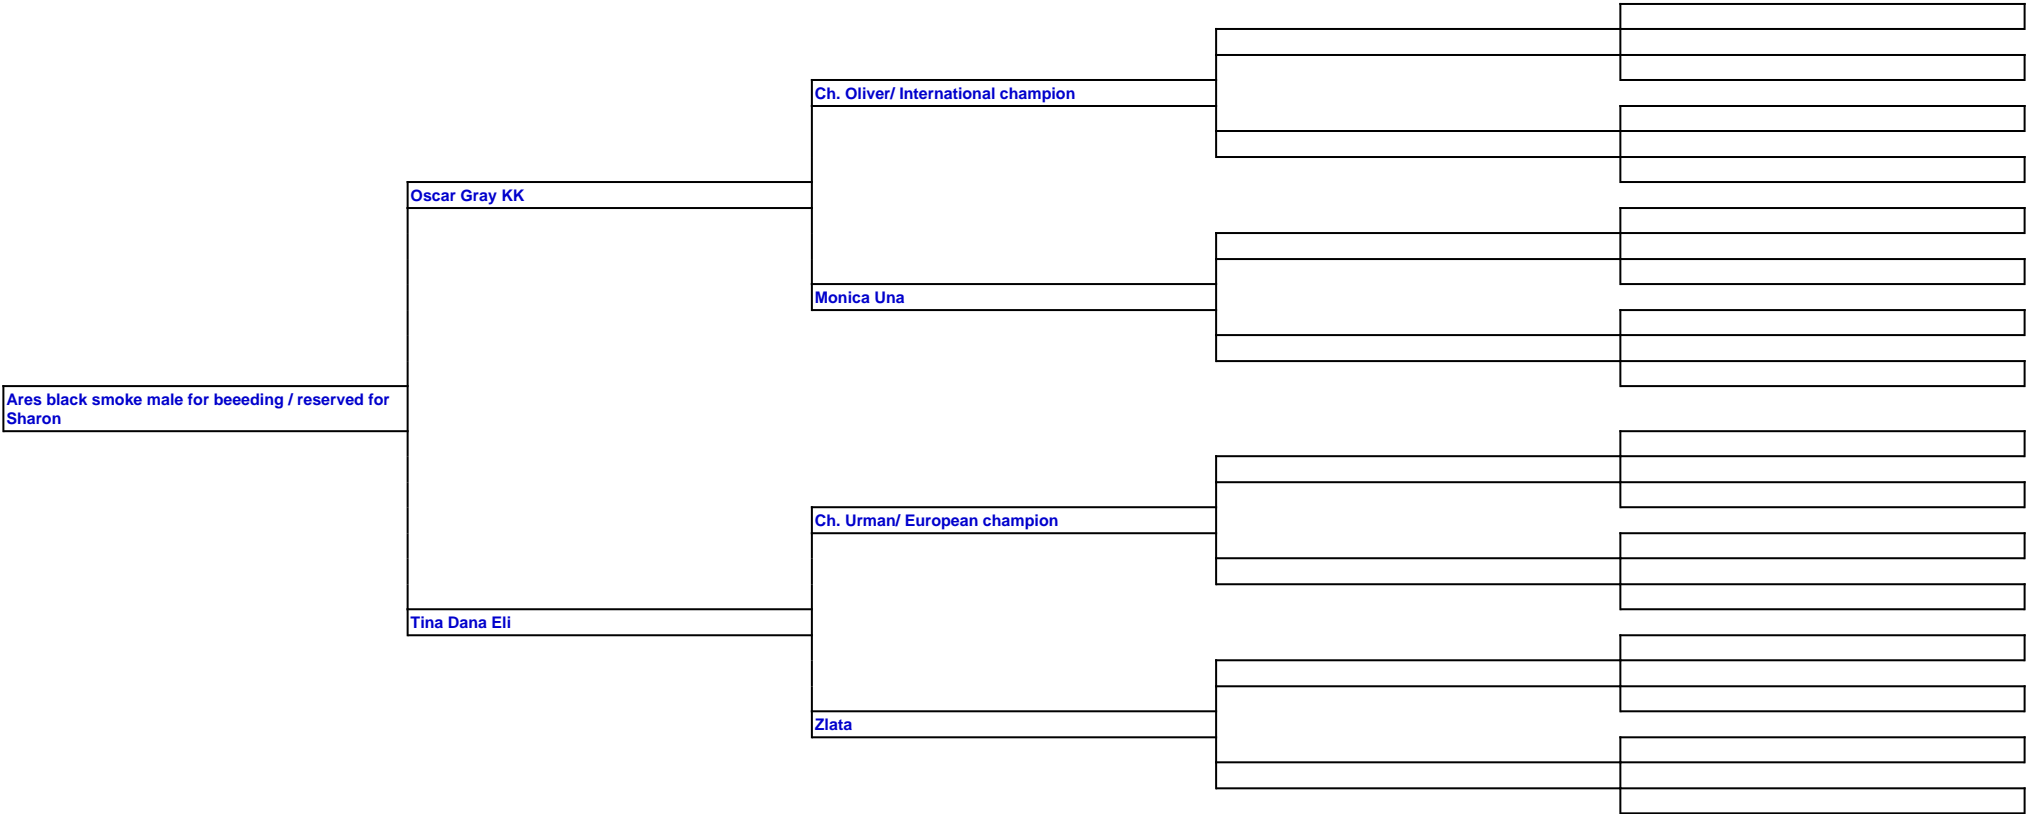 Ch. Oliver/ International champion
Oscar Gray KK
Monica Una
Ares black smoke male for beeeding / reserved for
Sharon
Ch. Urman/ European champion
Tina Dana Eli
Zlata